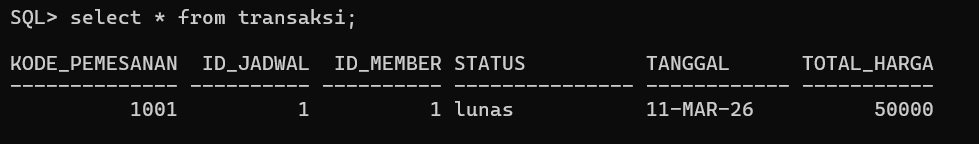 SQL> select * from transaksi;
KODE_PEMESANAN  ID_JADWAL  ID_MEMBER STATUS          TANGGAL      TOTAL_HARGA
-------------- ---------- ---------- --------------- ------------ -----------
          1001          1          1 lunas           11-MAR-26          50000